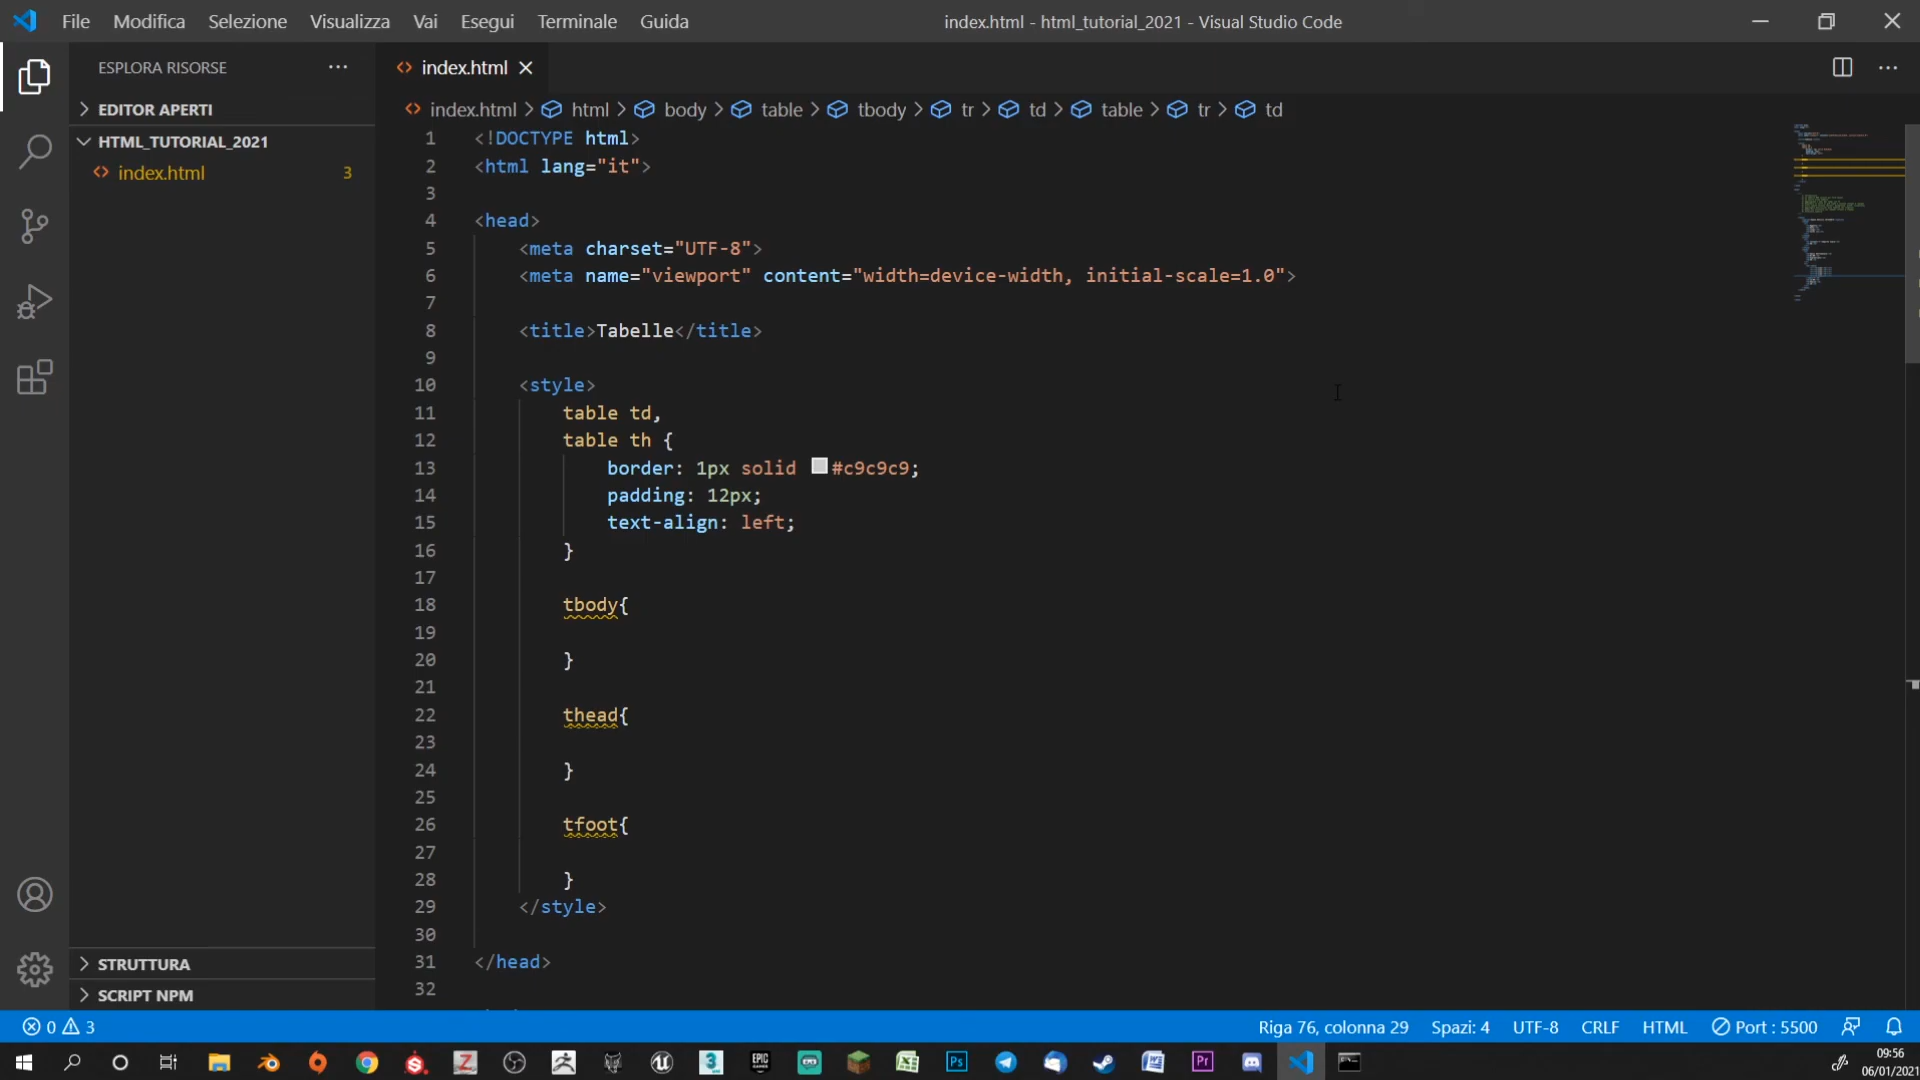 File Modifica Selezione Visualizza Vai Esegui Terminale Guida
index.html - html_tutorial_2021 - Visual Studio Code
ESPLORA RISORSE
EDITOR APERTI
HTML_TUTORIAL_2021
index.html 3
STRUTTURA
SCRIPT NPM
index.html
index.html > html > body > table > tbody > tr > td > table > tr > td
1 <!DOCTYPE html>
2 <html lang="it">
3
4 <head>
5 <meta charset="UTF-8">
6 <meta name="viewport" content="width=device-width, initial-scale=1.0">
7
8 <title>Tabelle</title>
9
10 <style>
11 table td,
12 table th {
13 border: 1px solid #c9c9c9;
14 padding: 12px;
15 text-align: left;
16 }
17
18 tbody{
19
20 }
21
22 thead{
23
24 }
25
26 tfoot{
27
28 }
29 </style>
30
31 </head>
32
0 3
Riga 76, colonna 29 Spazi: 4 UTF-8 CRLF HTML Port : 5500
09:56
06/01/2021